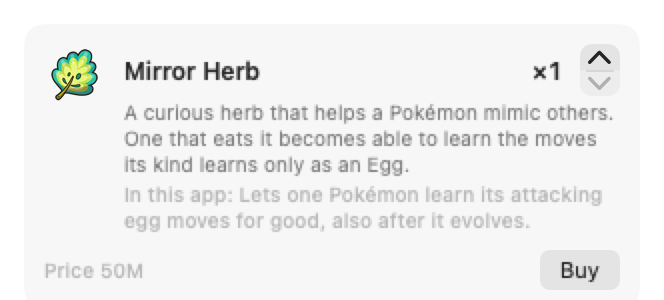 Mirror Herb ×1
A curious herb that helps a Pokémon mimic others.
One that eats it becomes able to learn the moves
its kind learns only as an Egg.
In this app: Lets one Pokémon learn its attacking
egg moves for good, also after it evolves.
Price 50M Buy